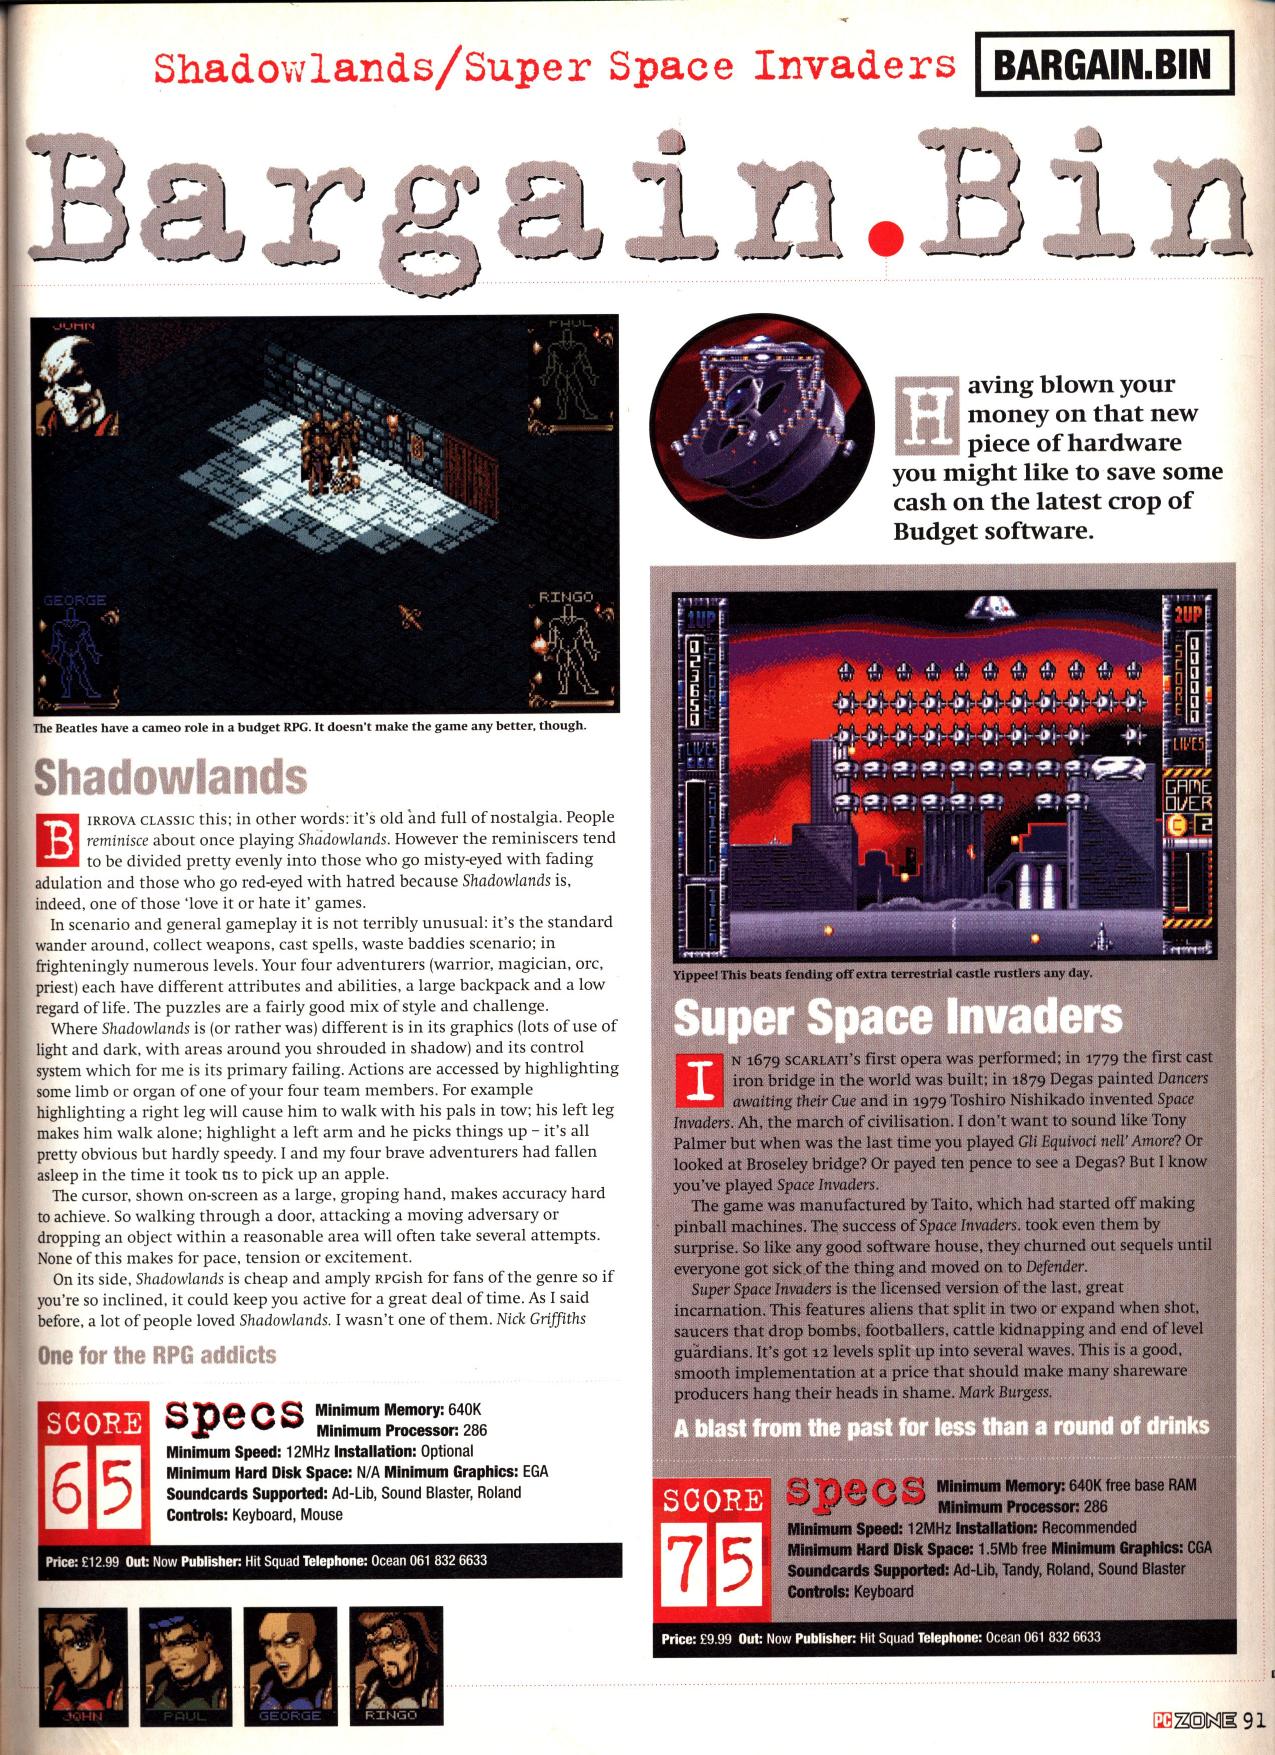 Shadowlands/Super Space Invaders
BARGAIN.BIN
Bargain.Bin
JOHN
PAUL
GEORGE
RINGO
The Beatles have a cameo role in a budget RPG. It doesn't make the game any better, though.
Shadowlands
BIRROVA CLASSIC this; in other words: it's old and full of nostalgia. People
reminisce about once playing Shadowlands. However the reminiscers tend
to be divided pretty evenly into those who go misty-eyed with fading
adulation and those who go red-eyed with hatred because Shadowlands is,
indeed, one of those 'love it or hate it' games.
In scenario and general gameplay it is not terribly unusual: it's the standard
wander around, collect weapons, cast spells, waste baddies scenario; in
frighteningly numerous levels. Your four adventurers (warrior, magician, orc,
priest) each have different attributes and abilities, a large backpack and a low
regard of life. The puzzles are a fairly good mix of style and challenge.
Where Shadowlands is (or rather was) different is in its graphics (lots of use of
light and dark, with areas around you shrouded in shadow) and its control
system which for me is its primary failing. Actions are accessed by highlighting
some limb or organ of one of your four team members. For example
highlighting a right leg will cause him to walk with his pals in tow; his left leg
makes him walk alone; highlight a left arm and he picks things up – it's all
pretty obvious but hardly speedy. I and my four brave adventurers had fallen
asleep in the time it took us to pick up an apple.
The cursor, shown on-screen as a large, groping hand, makes accuracy hard
to achieve. So walking through a door, attacking a moving adversary or
dropping an object within a reasonable area will often take several attempts.
None of this makes for pace, tension or excitement.
On its side, Shadowlands is cheap and amply RPGish for fans of the genre so if
you're so inclined, it could keep you active for a great deal of time. As I said
before, a lot of people loved Shadowlands. I wasn't one of them. Nick Griffiths
One for the RPG addicts
SCORE
65
specs Minimum Memory: 640K
Minimum Processor: 286
Minimum Speed: 12MHz Installation: Optional
Minimum Hard Disk Space: N/A Minimum Graphics: EGA
Soundcards Supported: Ad-Lib, Sound Blaster, Roland
Controls: Keyboard, Mouse
Price: £12.99 Out: Now Publisher: Hit Squad Telephone: Ocean 061 832 6633
JOHN
PAUL
GEORGE
RINGO
Having blown your
money on that new
piece of hardware
you might like to save some
cash on the latest crop of
Budget software.
1UP
SCORE
023650
LIVES
SHIELD
ITEM
2UP
SCORE
00000
LIVES
GAME
OVER
C 2
Yippee! This beats fending off extra terrestrial castle rustlers any day.
Super Space Invaders
IN 1679 SCARLATI'S first opera was performed; in 1779 the first cast
iron bridge in the world was built; in 1879 Degas painted Dancers
awaiting their Cue and in 1979 Toshiro Nishikado invented Space
Invaders. Ah, the march of civilisation. I don't want to sound like Tony
Palmer but when was the last time you played Gli Equivoci nell' Amore? Or
looked at Broseley bridge? Or payed ten pence to see a Degas? But I know
you've played Space Invaders.
The game was manufactured by Taito, which had started off making
pinball machines. The success of Space Invaders. took even them by
surprise. So like any good software house, they churned out sequels until
everyone got sick of the thing and moved on to Defender.
Super Space Invaders is the licensed version of the last, great
incarnation. This features aliens that split in two or expand when shot,
saucers that drop bombs, footballers, cattle kidnapping and end of level
guardians. It's got 12 levels split up into several waves. This is a good,
smooth implementation at a price that should make many shareware
producers hang their heads in shame. Mark Burgess.
A blast from the past for less than a round of drinks
SCORE
75
specs Minimum Memory: 640K free base RAM
Minimum Processor: 286
Minimum Speed: 12MHz Installation: Recommended
Minimum Hard Disk Space: 1.5Mb free Minimum Graphics: CGA
Soundcards Supported: Ad-Lib, Tandy, Roland, Sound Blaster
Controls: Keyboard
Price: £9.99 Out: Now Publisher: Hit Squad Telephone: Ocean 061 832 6633
PC ZONE 91